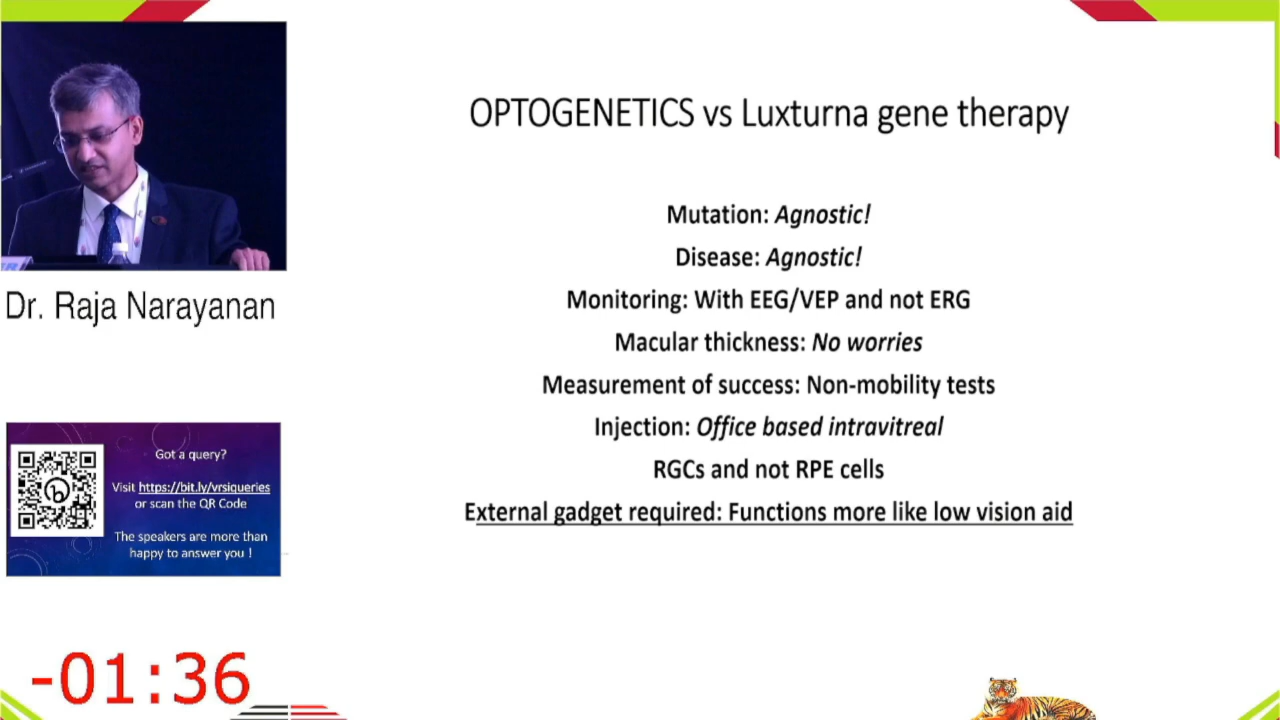 OPTOGENETICS vs Luxturna gene therapy
Mutation: Agnostic!
Disease: Agnostic!
Monitoring: With EEG/VEP and not ERG
Macular thickness: No worries
Measurement of success: Non-mobility tests
Injection: Office based intravitreal
RGCs and not RPE cells
External gadget required: Functions more like low vision aid
Dr. Raja Narayanan
Got a query?
Visit https://bit.ly/vrsiqueries
or scan the QR Code
The speakers are more than
happy to answer you !
-01:36